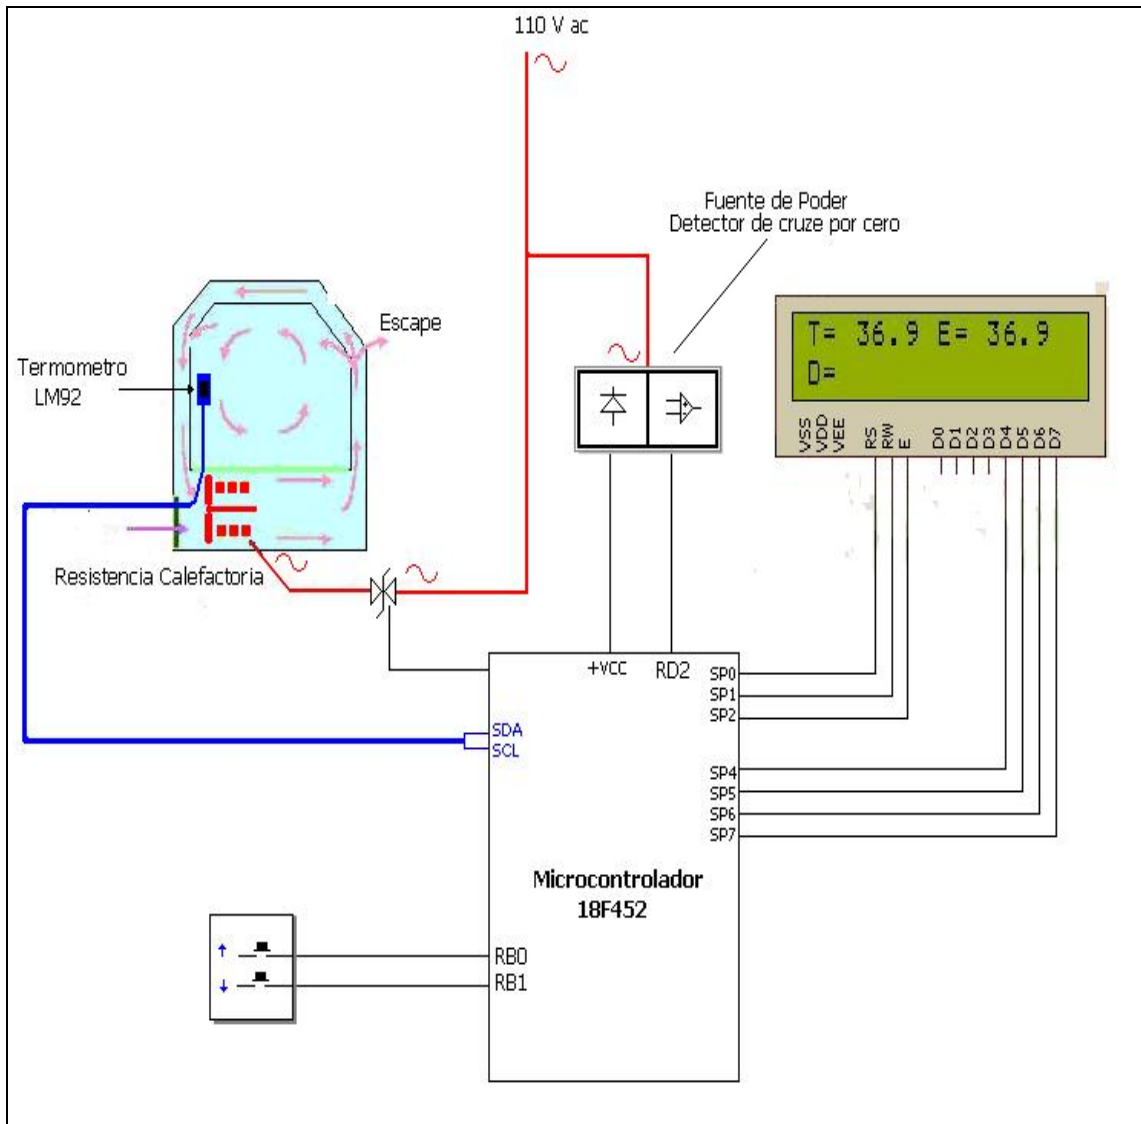 110 V ac
Fuente de Poder
Detector de cruze por cero
Escape
Termometro
LM92
T= 36.9 E= 36.9
D=
VSS
VDD
VEE
RS
RW
E
D0
D1
D2
D3
D4
D5
D6
D7
Resistencia Calefactoria
+VCC
RD2
SP0
SP1
SP2
SDA
SCL
SP4
SP5
SP6
SP7
Microcontrolador
18F452
RB0
RB1